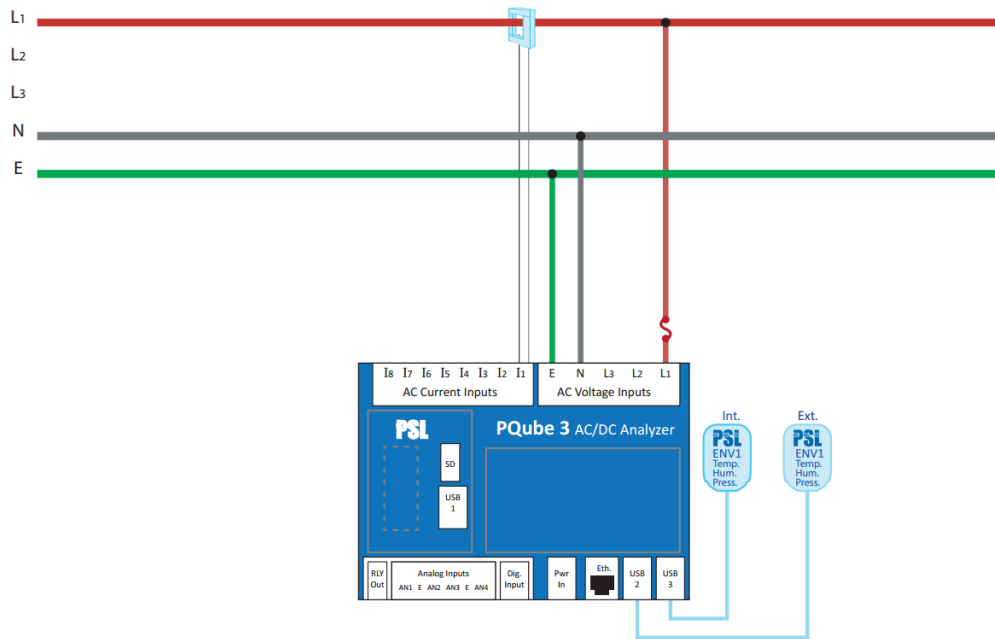 L1
L2
L3
N
E
I8 I7 I6 I5 I4 I3 I2 I1
AC Current Inputs
E N L3 L2 L1
AC Voltage Inputs
PSL
PQube 3 AC/DC Analyzer
SD
USB
1
RLY
Out
Analog Inputs
AN1 E AN2 AN3 E AN4
Dig.
Input
Pwr
In
Eth.
USB
2
USB
3
Int.
PSL
ENV1
Temp.
Hum.
Press.
Ext.
PSL
ENV1
Temp.
Hum.
Press.